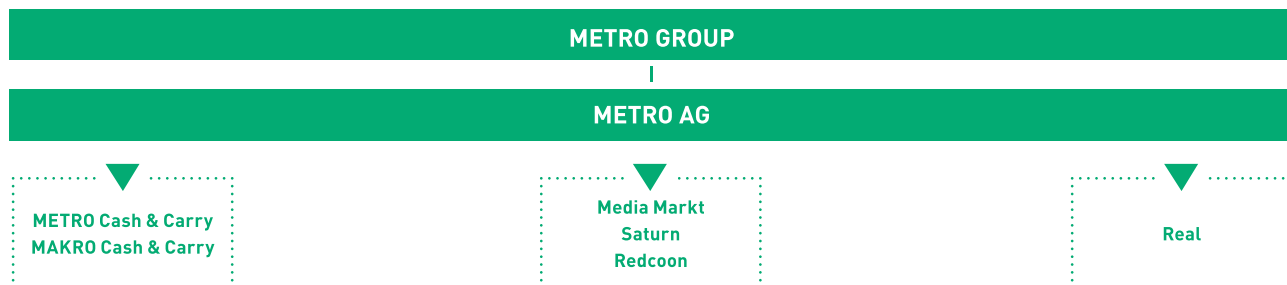 METRO GROUP
METRO AG
METRO Cash & Carry
MAKRO Cash & Carry
Media Markt
Saturn
Redcoon
Real